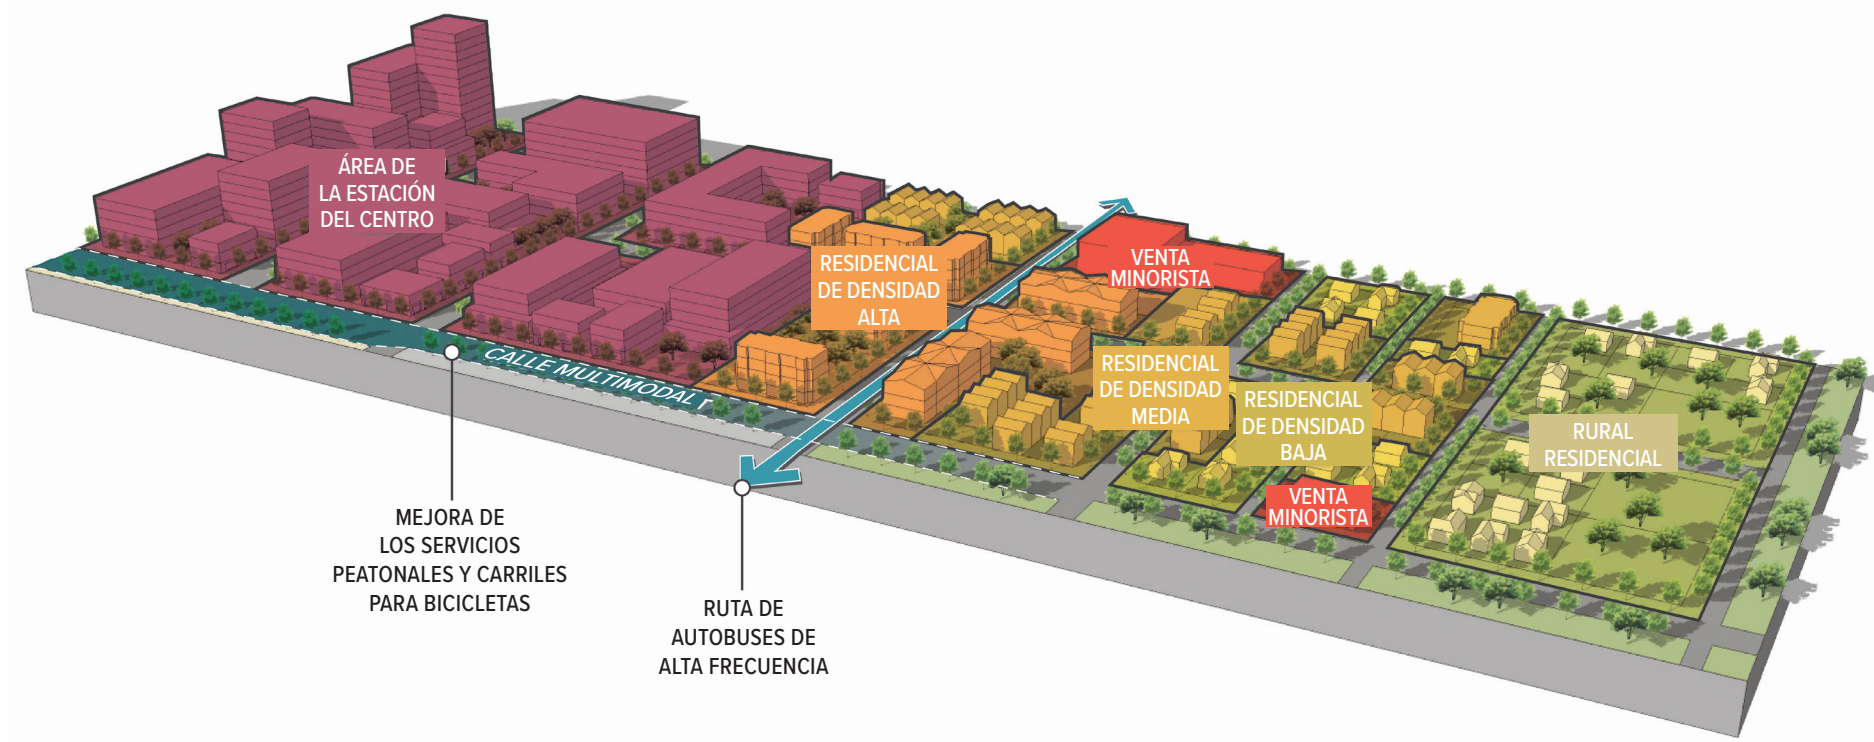 ÁREA DE
LA ESTACIÓN
DEL CENTRO
RESIDENCIAL
DE DENSIDAD
ALTA
VENTA
MINORISTA
RESIDENCIAL
DE DENSIDAD
MEDIA
RESIDENCIAL
DE DENSIDAD
BAJA
RURAL
RESIDENCIAL
VENTA
MINORISTA
CALLE MULTIMODAL r
MEJORA DE
LOS SERVICIOS
PEATONALES Y CARRILES
PARA BICICLETAS
RUTA DE
AUTOBUSES DE
ALTA FRECUENCIA